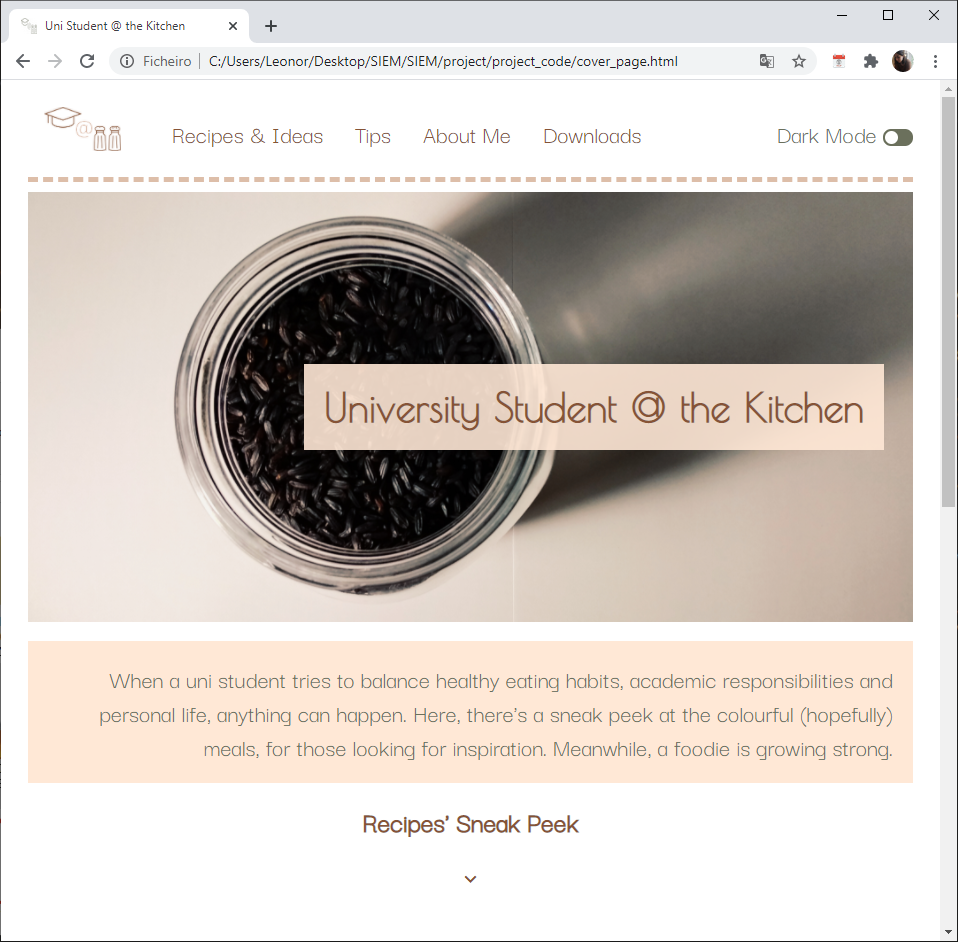 Uni Student @ the Kitchen
Ficheiro | C:/Users/Leonor/Desktop/SIEM/SIEM/project/project_code/cover_page.html
@ Recipes & Ideas Tips About Me Downloads Dark Mode
University Student @ the Kitchen
When a uni student tries to balance healthy eating habits, academic responsibilities and
personal life, anything can happen. Here, there's a sneak peek at the colourful (hopefully)
meals, for those looking for inspiration. Meanwhile, a foodie is growing strong.
Recipes' Sneak Peek